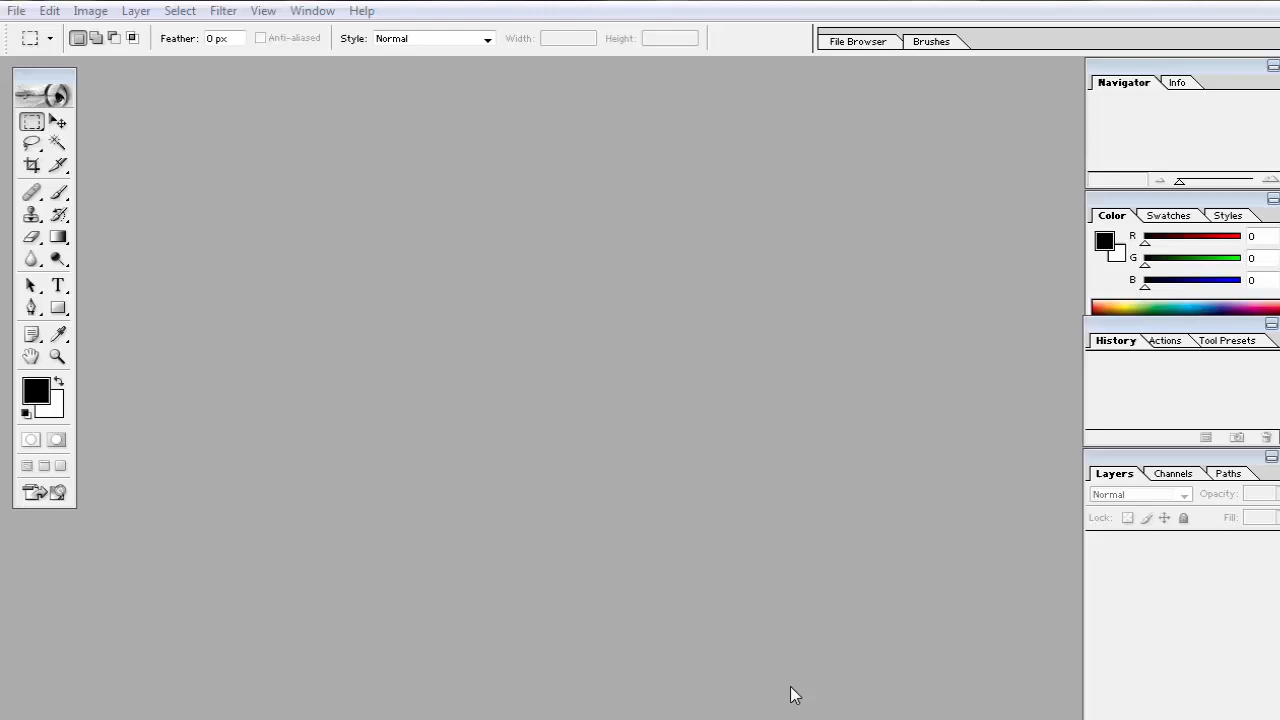 File Edit Image Layer Select Filter View Window Help
Feather: 0 px Anti-aliased Style: Normal Width: Height: File Browser Brushes
Navigator Info
Color Swatches Styles
R 0
G 0
B 0
History Actions Tool Presets
Layers Channels Paths
Normal Opacity:
Lock: Fill:
T